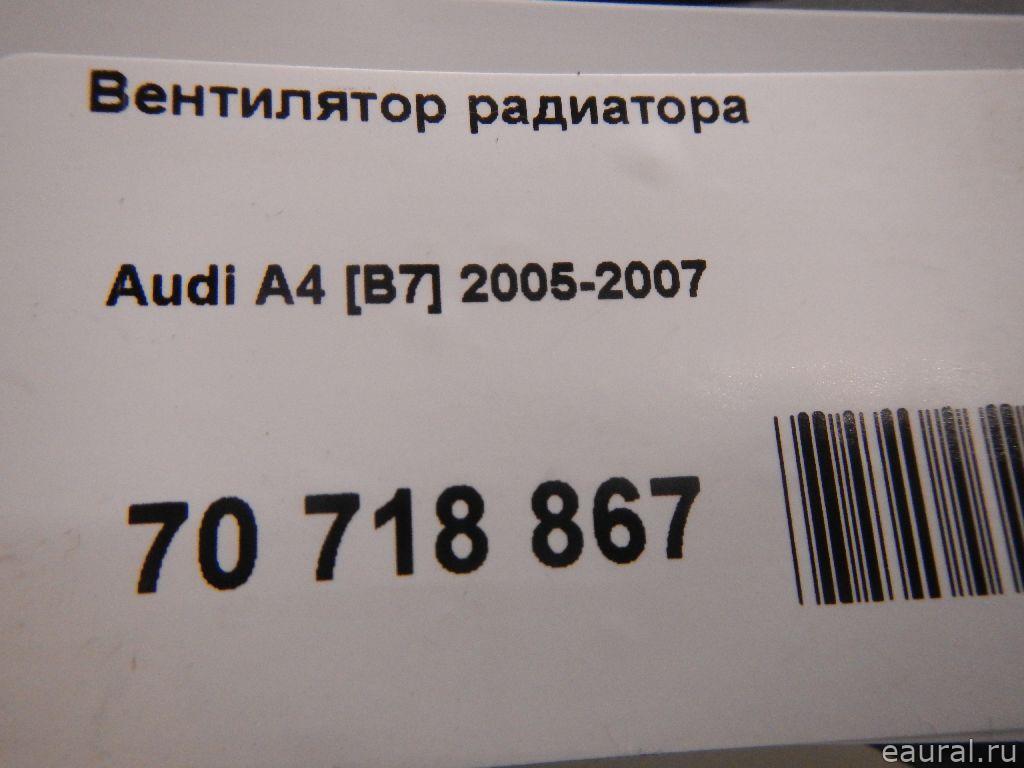 Вентилятор радиатора
Audi A4 [B7] 2005-2007
70 718 867
eaural.ru